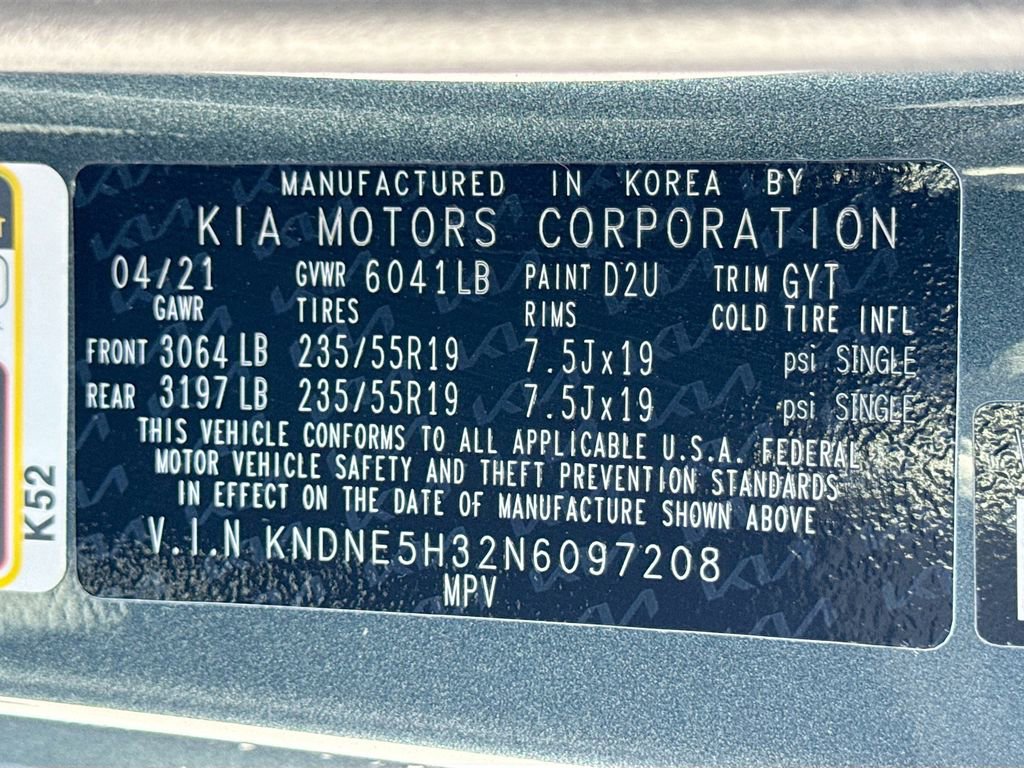 MANUFACTURED IN KOREA BY
KIA MOTORS CORPORATION
04/21 GVWR 6041LB PAINT D2U TRIM GYT
GAWR TIRES RIMS COLD TIRE INFL
FRONT 3064 LB 235/55R19 7.5Jx19 psi SINGLE
REAR 3197 LB 235/55R19 7.5Jx19 psi SINGLE
THIS VEHICLE CONFORMS TO ALL APPLICABLE U.S.A. FEDERAL
MOTOR VEHICLE SAFETY AND THEFT PREVENTION STANDARDS
IN EFFECT ON THE DATE OF MANUFACTURE SHOWN ABOVE
V.I.N KNDNE5H32N6097208
MPV
K52